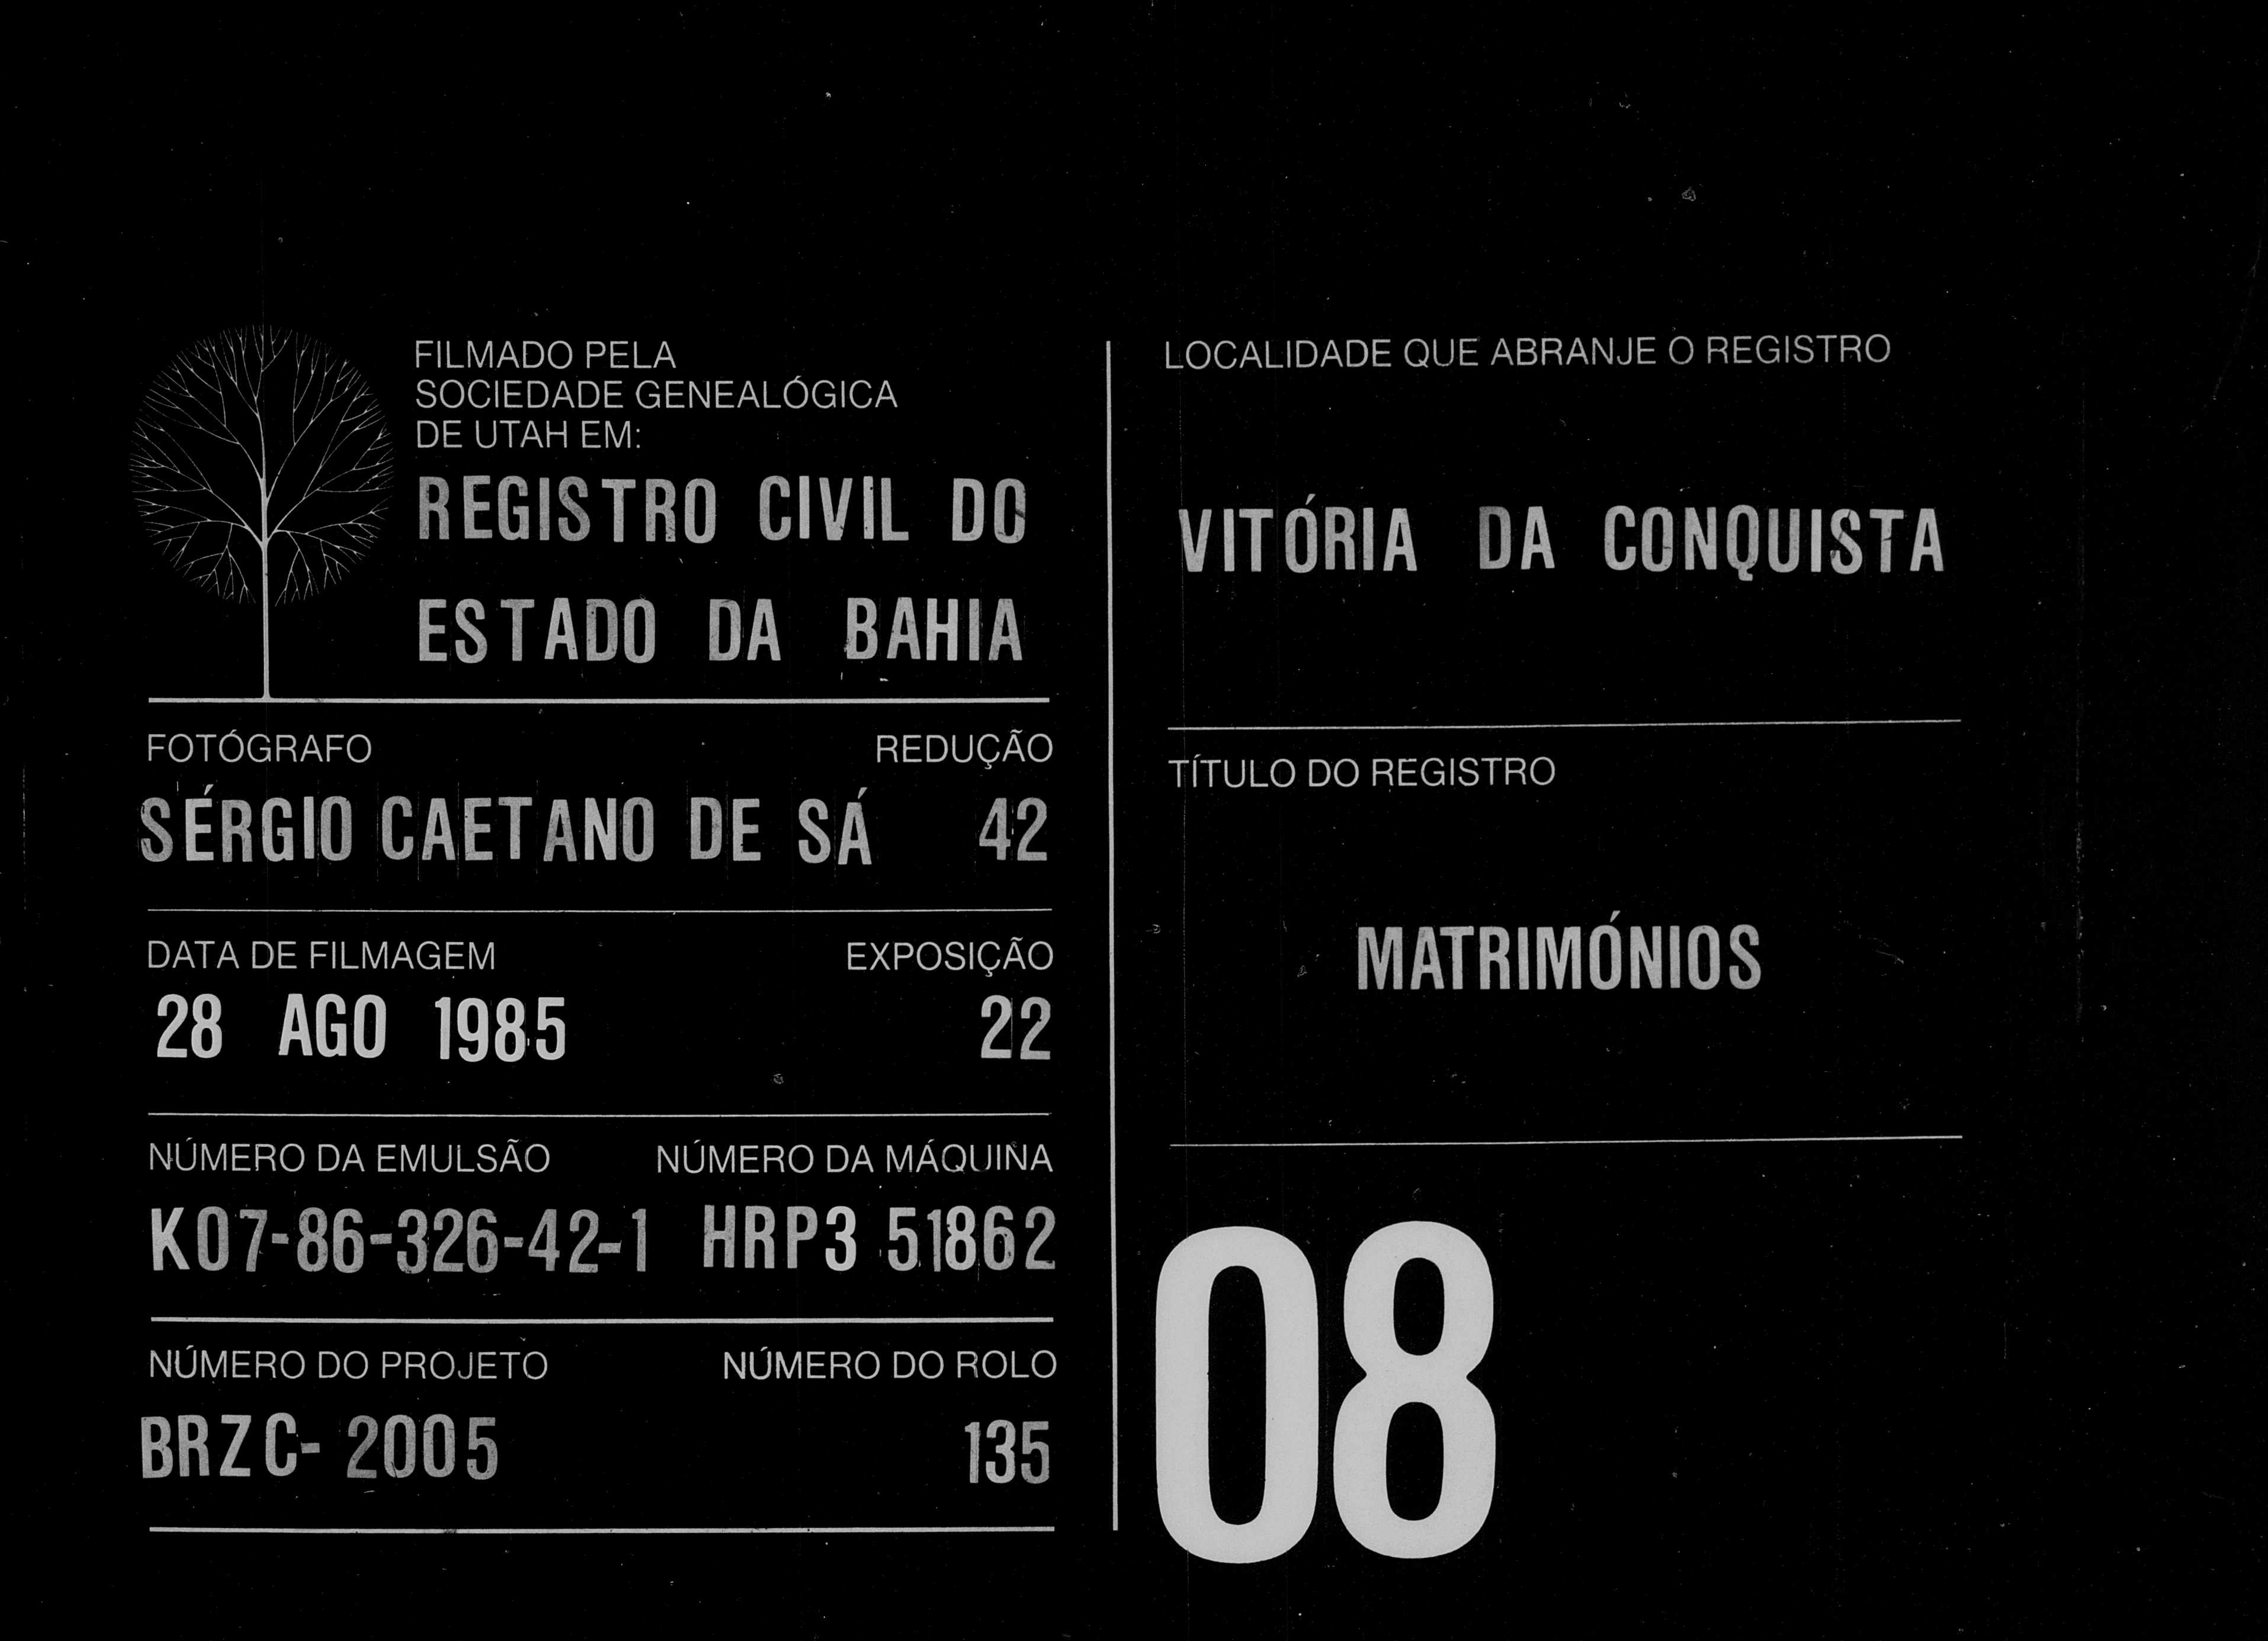 FILMADO PELA
SOCIEDADE GENEALÓGICA
DE UTAH EM:
REGISTRO CIVIL DO
ESTADO DA BAHIA
FOTÓGRAFO REDUÇÃO
SÉRGIO CAETANO DE SÁ 42
DATA DE FILMAGEM EXPOSIÇÃO
28 AGO 1985 22
NÚMERO DA EMULSÃO NÚMERO DA MÁQUINA
K07-86-326-42-1 HRP3 51862
NÚMERO DO PROJETO NÚMERO DO ROLO
BRZC-2005 135
LOCALIDADE QUE ABRANJE O REGISTRO
VITÓRIA DA CONQUISTA
TÍTULO DO REGISTRO
MATRIMÓNIOS
08